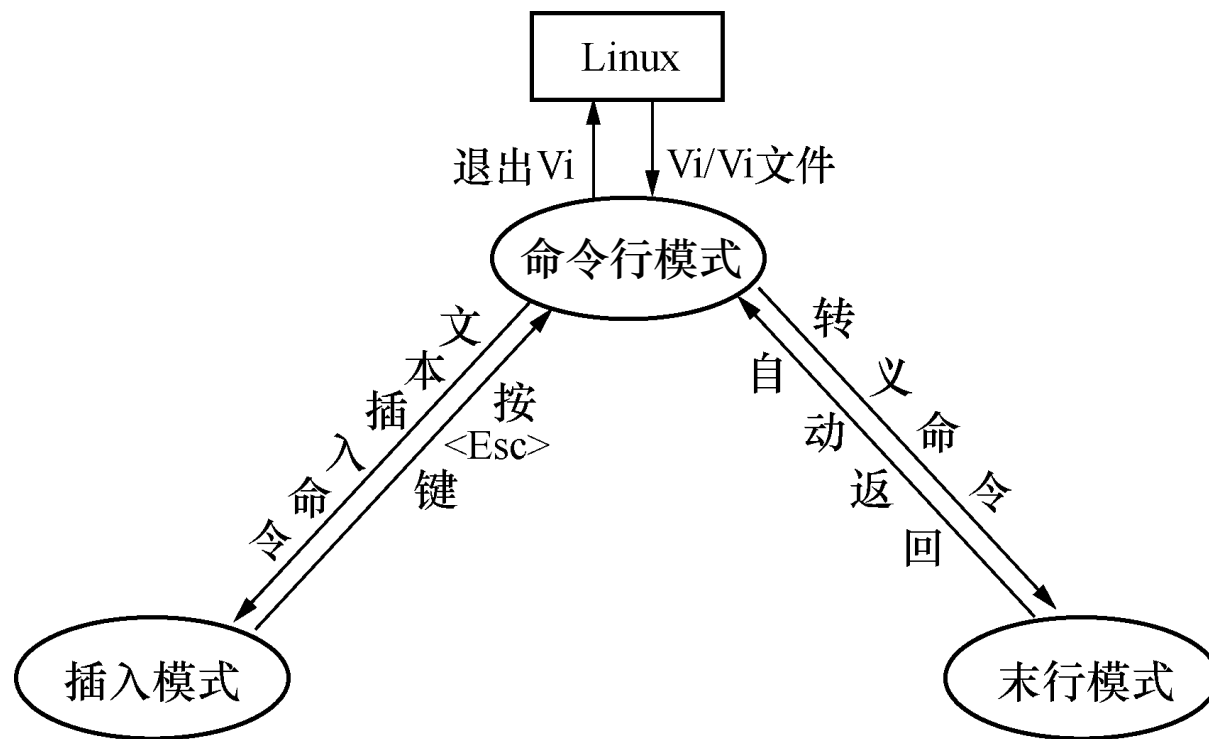 Linux
退出Vi
Vi/Vi文件
命令行模式
文本插入命令
按<Esc>键
转义命令
自动返回
插入模式
末行模式